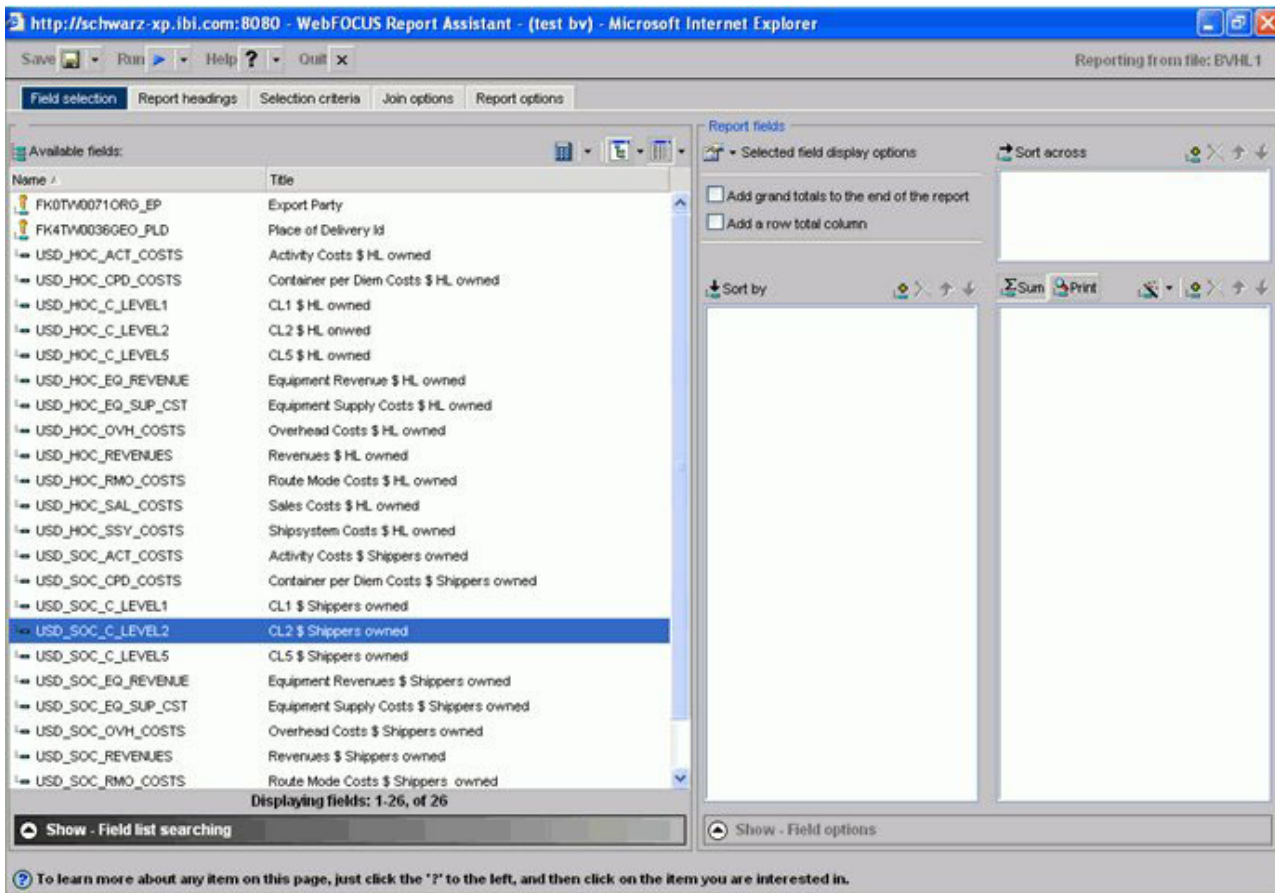 http://schwarz-xp.ibi.com:8080 - WebFOCUS Report Assistant - (test bv) - Microsoft Internet Explorer
Save Run Help ? Quit x Reporting from file: BVHL1
Field selection Report headings Selection criteria Join options Report options
Available fields:
Name Title
FK0TW0071ORG_EP Export Party
FK4TW0036GEO_PLD Place of Delivery Id
USD_HOC_ACT_COSTS Activity Costs $ HL owned
USD_HOC_CPD_COSTS Container per Diem Costs $ HL owned
USD_HOC_C_LEVEL1 CL1 $ HL owned
USD_HOC_C_LEVEL2 CL2 $ HL onwed
USD_HOC_C_LEVEL5 CL5 $ HL owned
USD_HOC_EQ_REVENUE Equipment Revenue $ HL owned
USD_HOC_EQ_SUP_CST Equipment Supply Costs $ HL owned
USD_HOC_OVH_COSTS Overhead Costs $ HL owned
USD_HOC_REVENUES Revenues $ HL owned
USD_HOC_RMO_COSTS Route Mode Costs $ HL owned
USD_HOC_SAL_COSTS Sales Costs $ HL owned
USD_HOC_SSY_COSTS Shipsystem Costs $ HL owned
USD_SOC_ACT_COSTS Activity Costs $ Shippers owned
USD_SOC_CPD_COSTS Container per Diem Costs $ Shippers owned
USD_SOC_C_LEVEL1 CL1 $ Shippers owned
USD_SOC_C_LEVEL2 CL2 $ Shippers owned
USD_SOC_C_LEVEL5 CL5 $ Shippers owned
USD_SOC_EQ_REVENUE Equipment Revenues $ Shippers owned
USD_SOC_EQ_SUP_CST Equipment Supply Costs $ Shippers owned
USD_SOC_OVH_COSTS Overhead Costs $ Shippers owned
USD_SOC_REVENUES Revenues $ Shippers owned
USD_SOC_RMO_COSTS Route Mode Costs $ Shippers owned
Displaying fields: 1-26, of 26
Show - Field list searching
Report fields
Selected field display options
Add grand totals to the end of the report
Add a row total column
Sort across
Sort by
Sum Print
Show - Field options
To learn more about any item on this page, just click the '?' to the left, and then click on the item you are interested in.